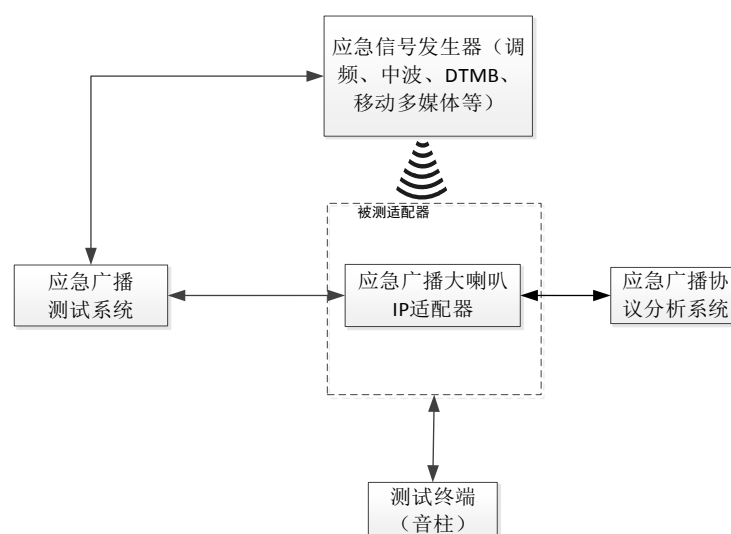 应急信号发生器（调
频、中波、DTMB、
移动多媒体等）
被测适配器
应急广播
测试系统
应急广播大喇叭
IP适配器
应急广播协
议分析系统
测试终端
（音柱）